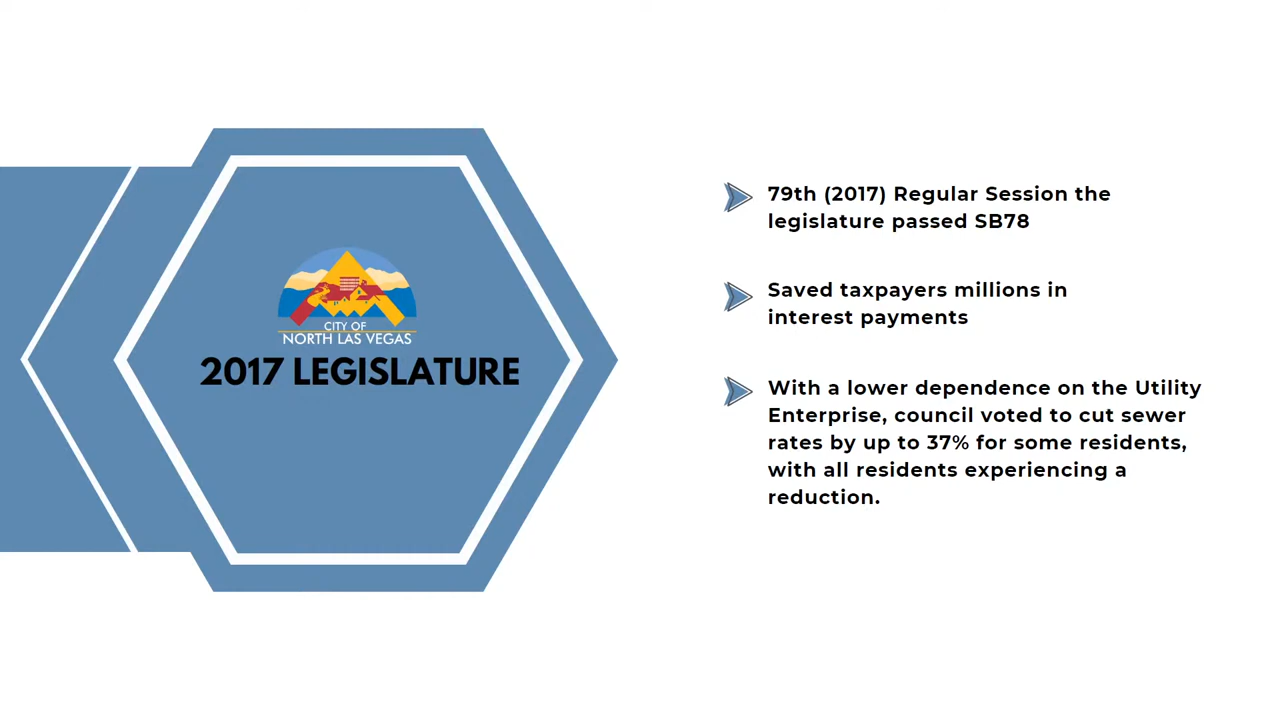 CITY OF
NORTH LAS VEGAS
2017 LEGISLATURE
79th (2017) Regular Session the
legislature passed SB78
Saved taxpayers millions in
interest payments
With a lower dependence on the Utility
Enterprise, council voted to cut sewer
rates by up to 37% for some residents,
with all residents experiencing a
reduction.